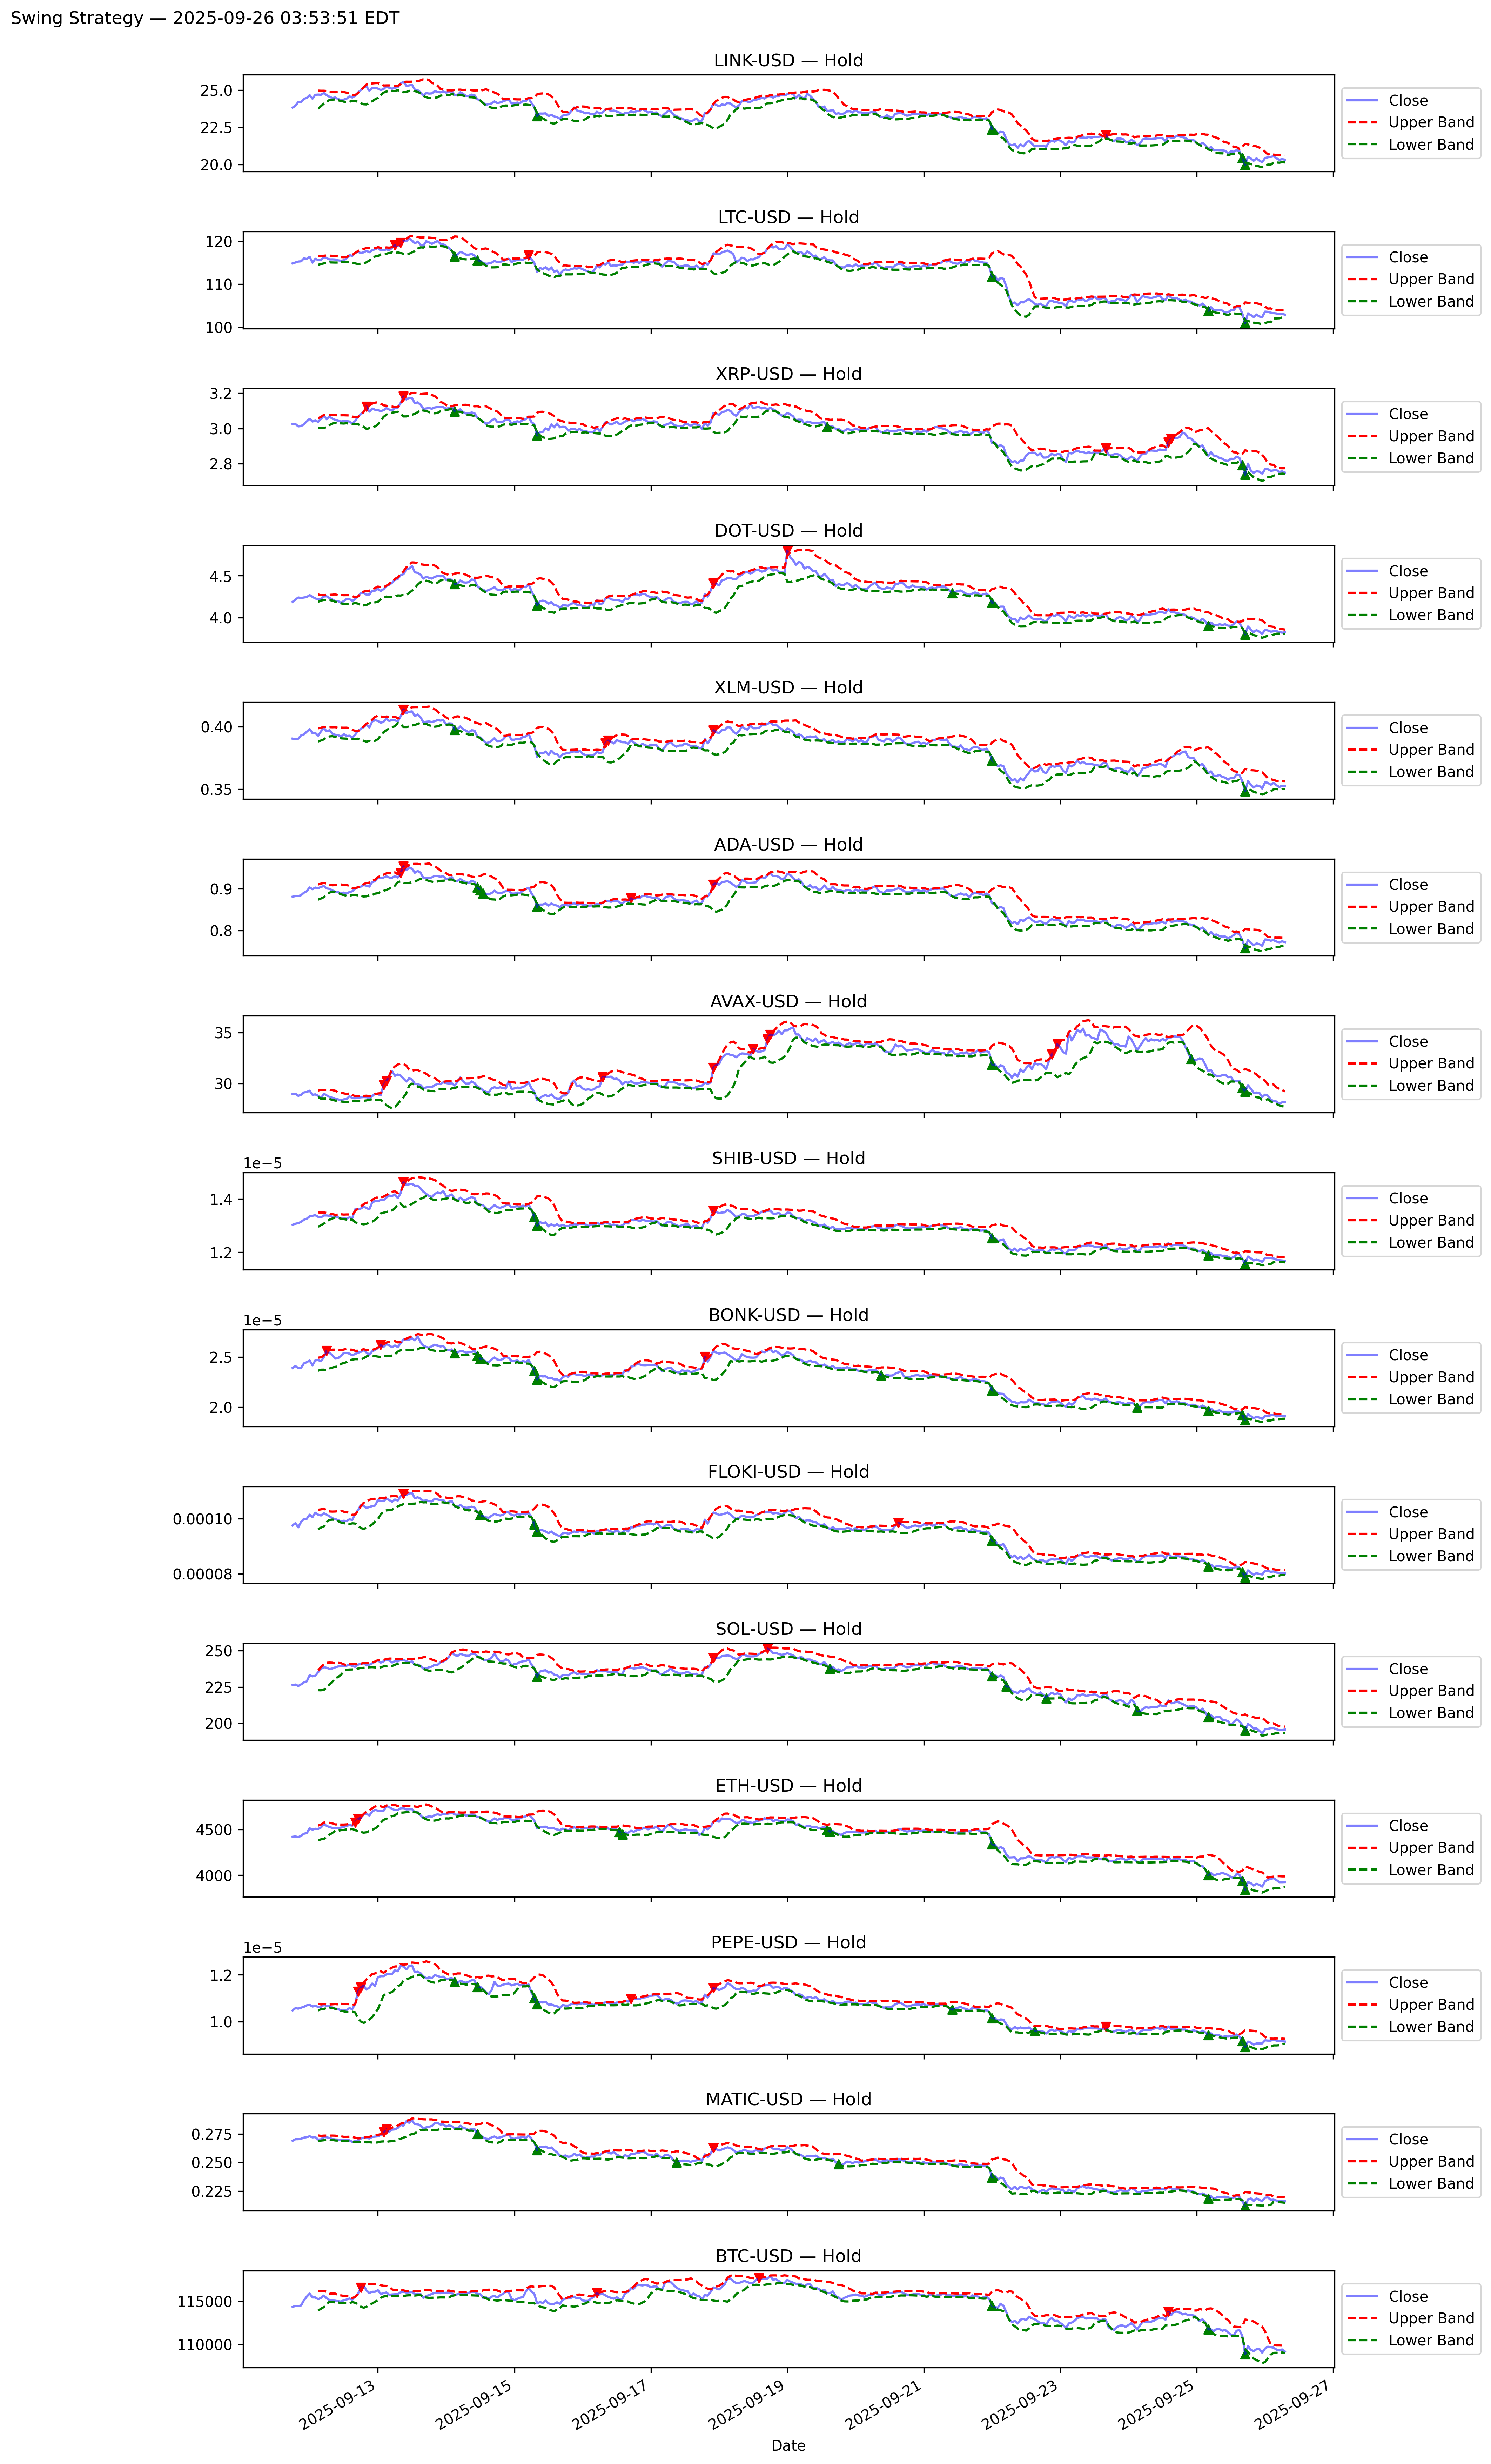 Swing Strategy — 2025-09-26 03:53:51 EDT
LINK-USD — Hold
25.0
22.5
20.0
Close
Upper Band
Lower Band
LTC-USD — Hold
120
110
100
Close
Upper Band
Lower Band
XRP-USD — Hold
3.2
3.0
2.8
Close
Upper Band
Lower Band
DOT-USD — Hold
4.5
4.0
Close
Upper Band
Lower Band
XLM-USD — Hold
0.40
0.35
Close
Upper Band
Lower Band
ADA-USD — Hold
0.9
0.8
Close
Upper Band
Lower Band
AVAX-USD — Hold
35
30
Close
Upper Band
Lower Band
SHIB-USD — Hold
1e−5
1.4
1.2
Close
Upper Band
Lower Band
BONK-USD — Hold
1e−5
2.5
2.0
Close
Upper Band
Lower Band
FLOKI-USD — Hold
0.00010
0.00008
Close
Upper Band
Lower Band
SOL-USD — Hold
250
225
200
Close
Upper Band
Lower Band
ETH-USD — Hold
4500
4000
Close
Upper Band
Lower Band
PEPE-USD — Hold
1e−5
1.2
1.0
Close
Upper Band
Lower Band
MATIC-USD — Hold
0.275
0.250
0.225
Close
Upper Band
Lower Band
BTC-USD — Hold
115000
110000
Close
Upper Band
Lower Band
2025-09-13
2025-09-15
2025-09-17
2025-09-19
2025-09-21
2025-09-23
2025-09-25
2025-09-27
Date